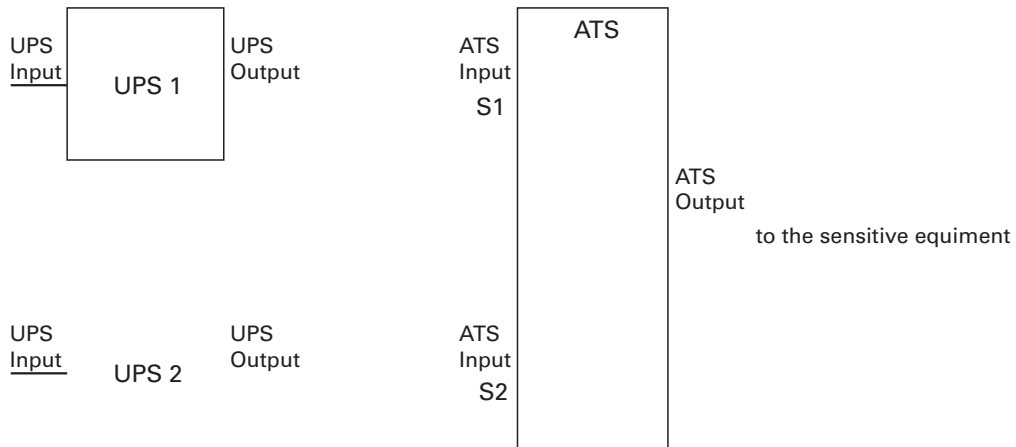 ATS
UPS
Input
UPS 1
UPS
Output
ATS
Input
S1
ATS
Output
to the sensitive equiment
UPS
Input
UPS 2
UPS
Output
ATS
Input
S2